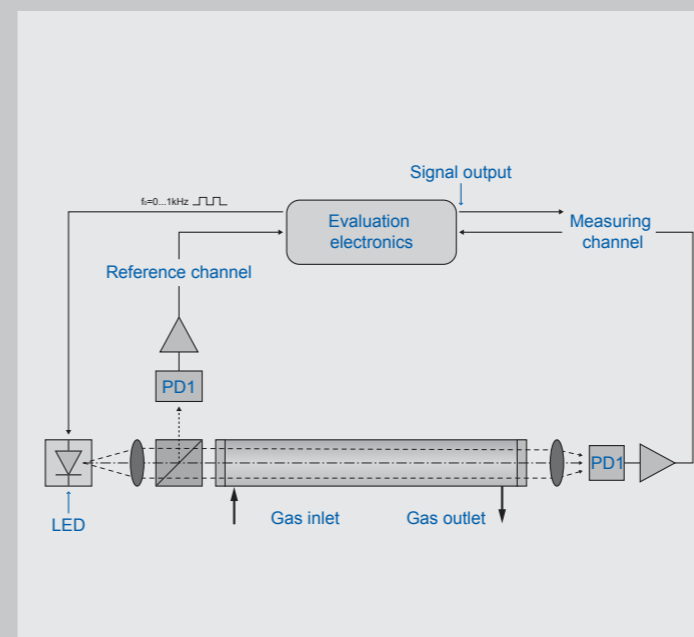 Signal output
f₀=0...1kHz
Evaluation
electronics
Measuring
channel
Reference channel
PD1
PD1
LED
Gas inlet
Gas outlet